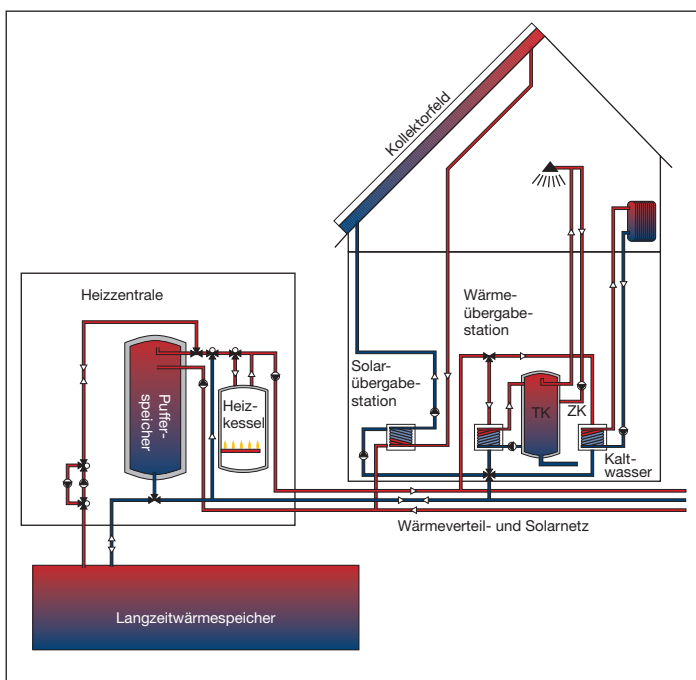 Kollektorfeld
Heizzentrale
Wärme-
übergabe-
station
Solar-
übergabe-
station
Puffer-
speicher
Heiz-
kessel
TK
ZK
Kalt-
wasser
Wärmeverteil- und Solarnetz
Langzeitwärmespeicher